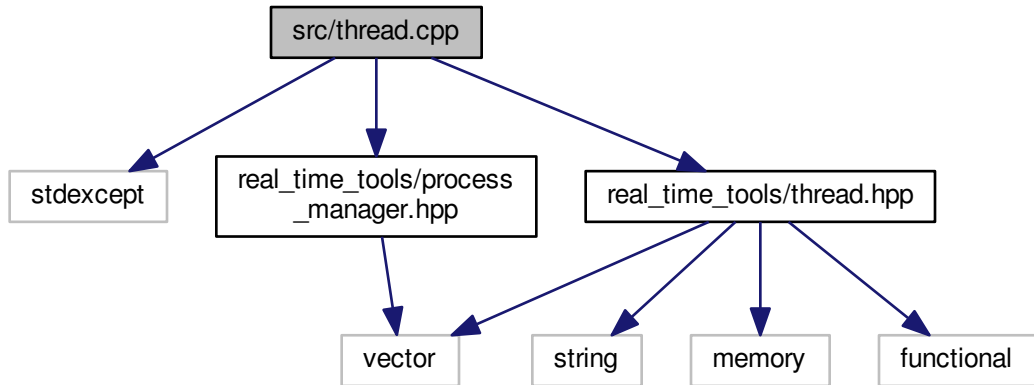 src/thread.cpp
stdexcept
real_time_tools/process
_manager.hpp
real_time_tools/thread.hpp
vector
string
memory
functional